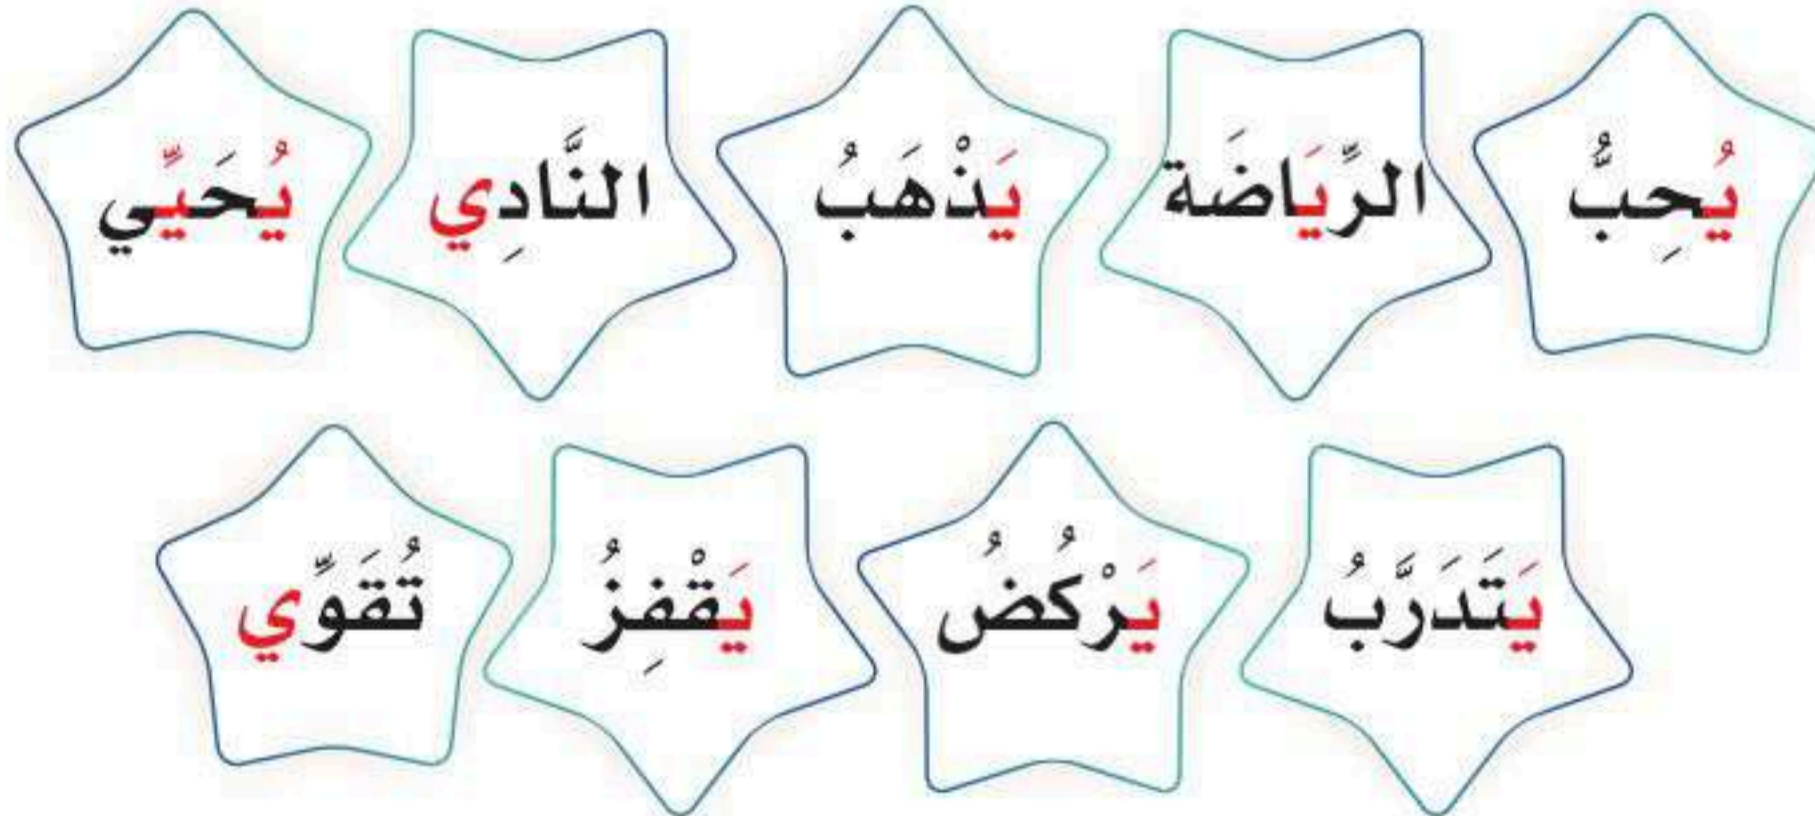 يُحِبُّ الرِّيَاضَة يَذْهَبُ النَّادِي يُحَيِّي
يَتَدَرَّبُ يَرْكُضُ يَقْفِزُ تُقَوِّي